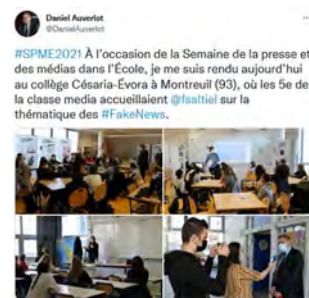 Daniel Auverlot
@DanielAuverlot
#SPME2021 À l'occasion de la Semaine de la presse et
des médias dans l'École, je me suis rendu aujourd'hui
au collège Césaria-Évora à Montreuil (93), où les 5e de
la classe media accueillaient @fsaltiel sur la
thématique des #FakeNews.